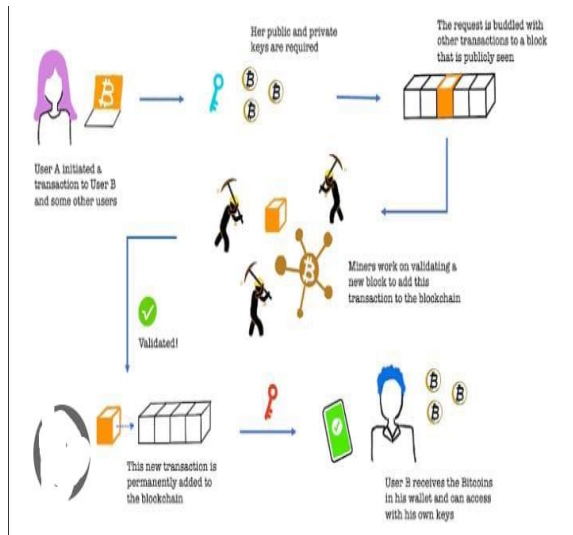 Her public and private
keys are required
The request is buddled with
other transactions to a block
that is publicly seen
User A initiated a
transaction to User B
and some other users
Miners work on validating a
new block to add this
transaction to the blockchain
Validated!
This new transaction is
permanently added to
the blockchain
User B receives the Bitcoins
in his wallet and can access
with his own keys